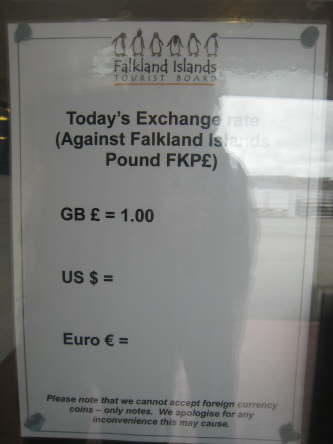 Falkland Islands
TOURIST BOARD
Today's Exchange rate
(Against Falkland Islands
Pound FKP£)
GB £ = 1.00
US $ =
Euro € =
Please note that we cannot accept foreign currency
coins – only notes. We apologise for any
inconvenience this may cause.